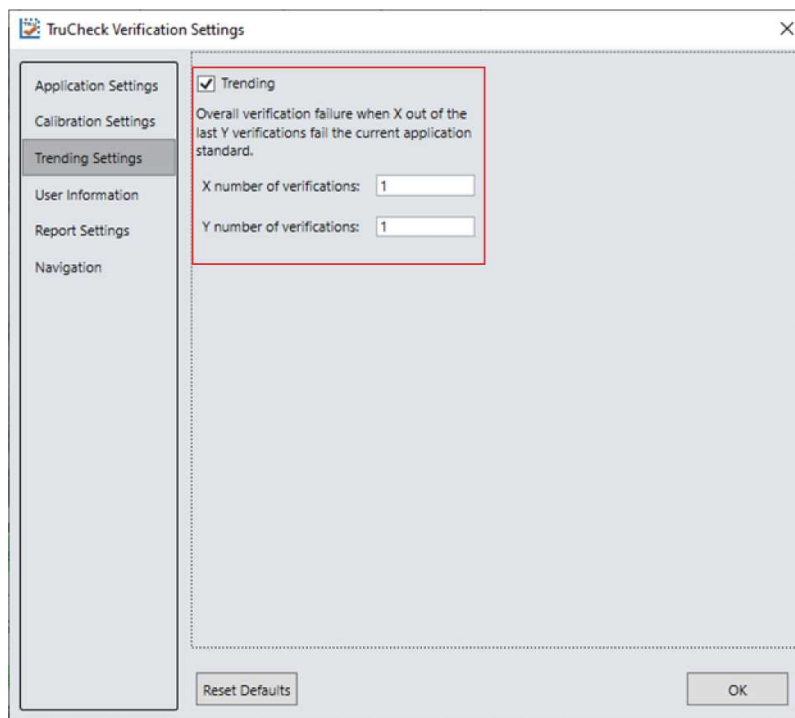 TruCheck Verification Settings
Application Settings
Calibration Settings
Trending Settings
User Information
Report Settings
Navigation
Trending
Overall verification failure when X out of the
last Y verifications fail the current application
standard.
X number of verifications: 1
Y number of verifications: 1
Reset Defaults
OK